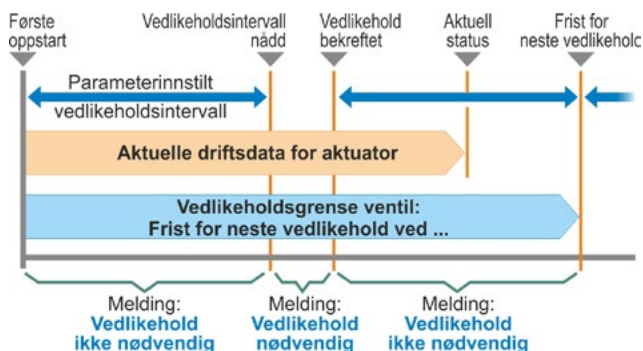 Første
oppstart
Vedlikeholdsintervall
nådd
Vedlikehold
bekreftet
Aktuell
status
Frist for
neste vedlikehold
Parameterinnstilt
vedlikeholdsintervall
Aktuelle driftsdata for aktuator
Vedlikeholdsgrense ventil:
Frist for neste vedlikehold ved ...
Melding:
Vedlikehold
ikke nødvendig
Melding:
Vedlikehold
nødvendig
Melding:
Vedlikehold
ikke nødvendig